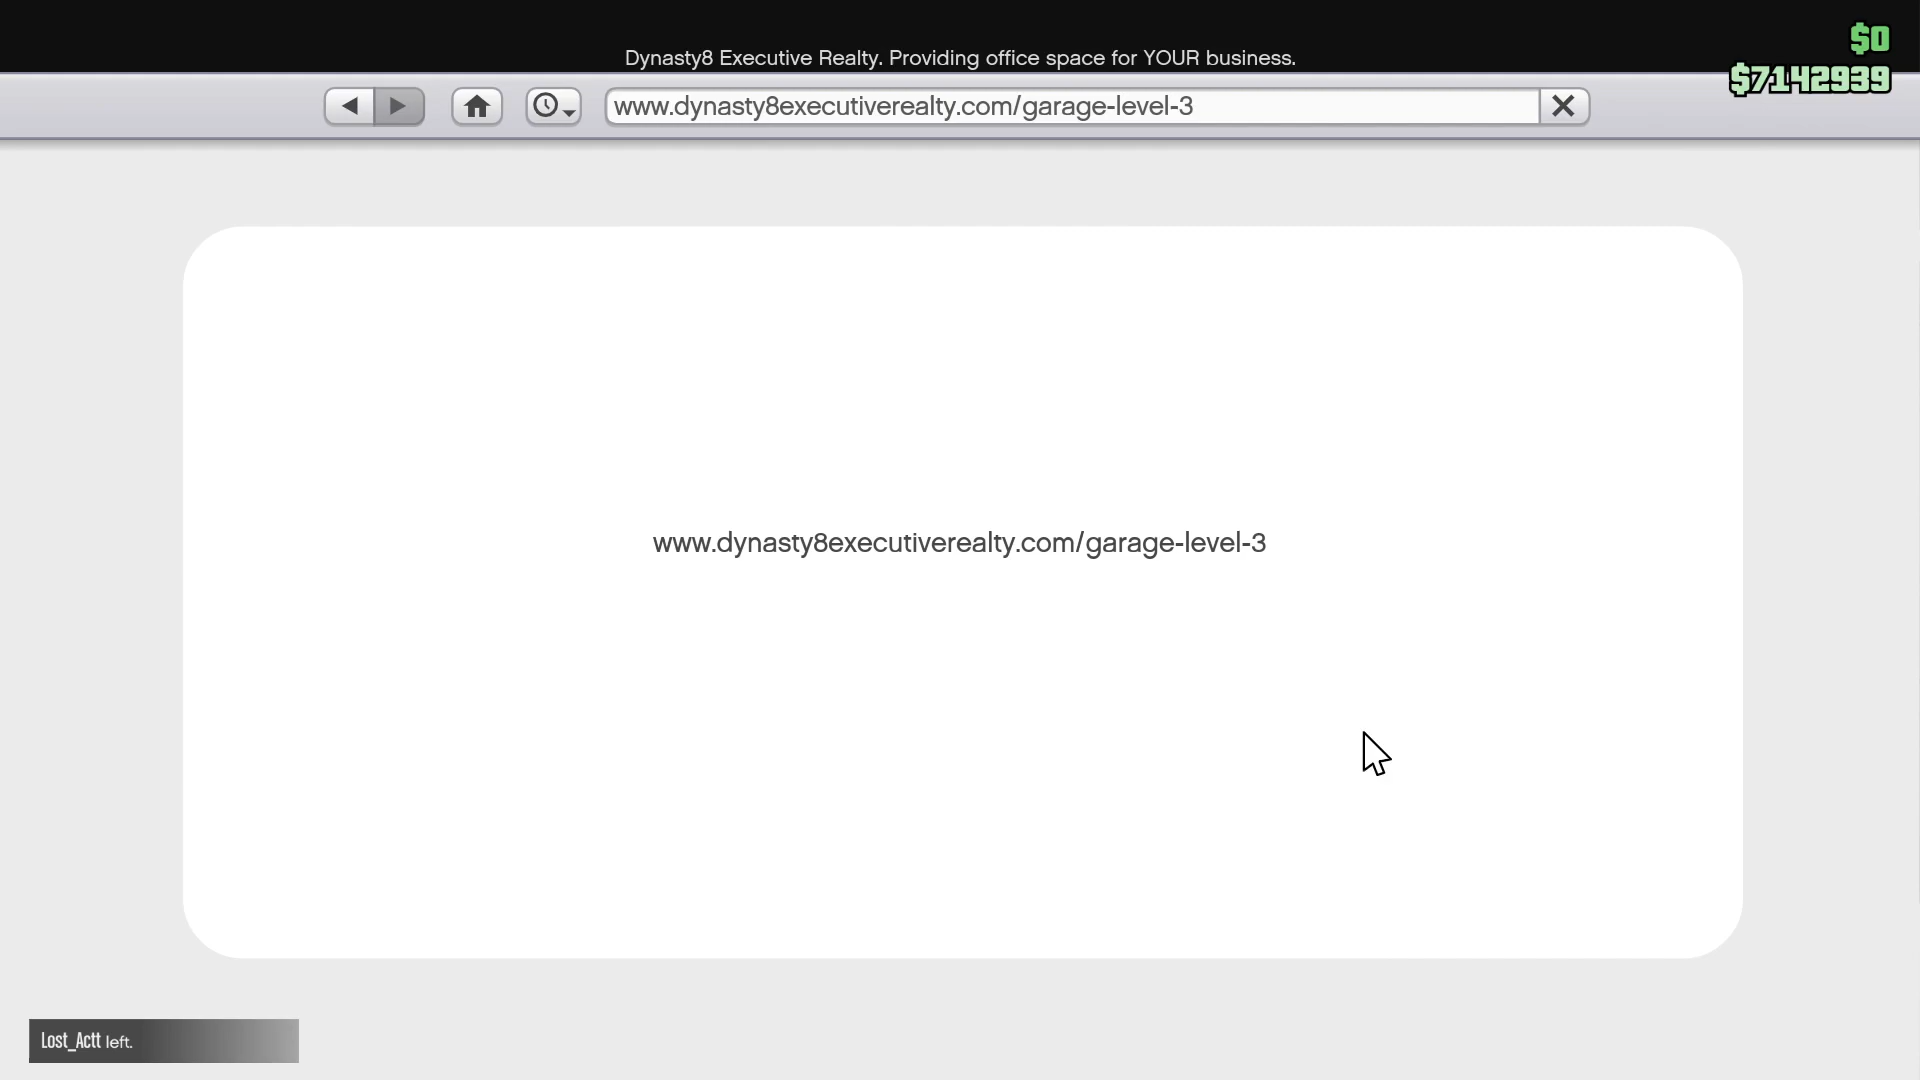 Dynasty8 Executive Realty. Providing office space for YOUR business.
$0
$7142939
www.dynasty8executiverealty.com/garage-level-3
www.dynasty8executiverealty.com/garage-level-3
Lost_Actt left.